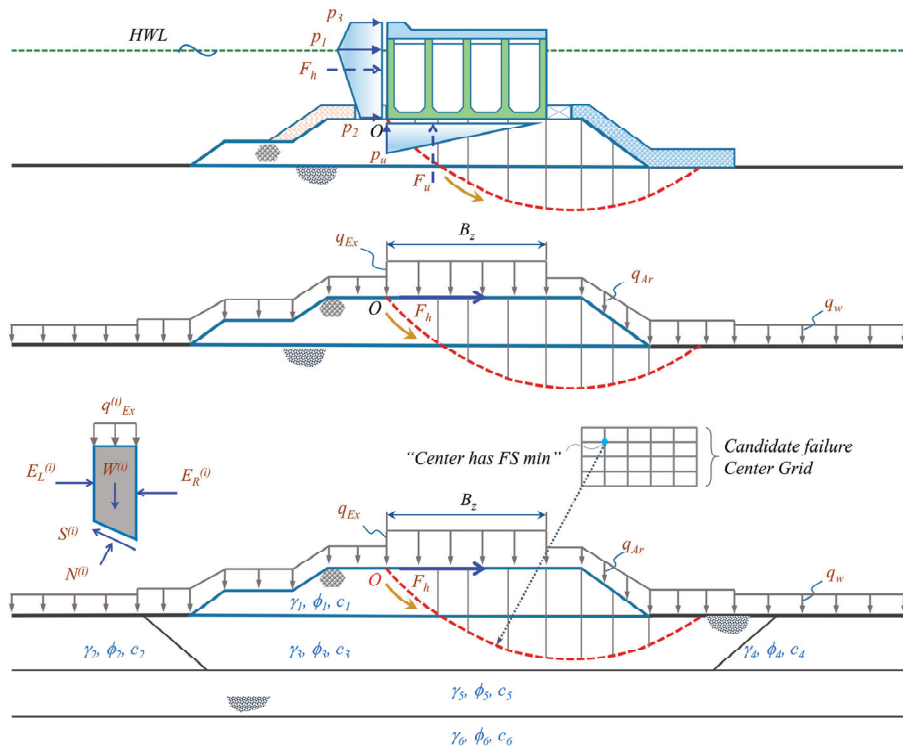 p3
HWL
p1
Fh
p2
O
pu
Fu
qEx
Bz
qAr
qw
O
Fh
q(i)Ex
EL(i)
W(i)
ER(i)
S(i)
N(i)
“Center has FS min”
Candidate failure
Center Grid
qEx
Bz
qAr
qw
O
Fh
γ1, ϕ1, c1
γ2, ϕ2, c2
γ3, ϕ3, c3
γ4, ϕ4, c4
γ5, ϕ5, c5
γ6, ϕ6, c6